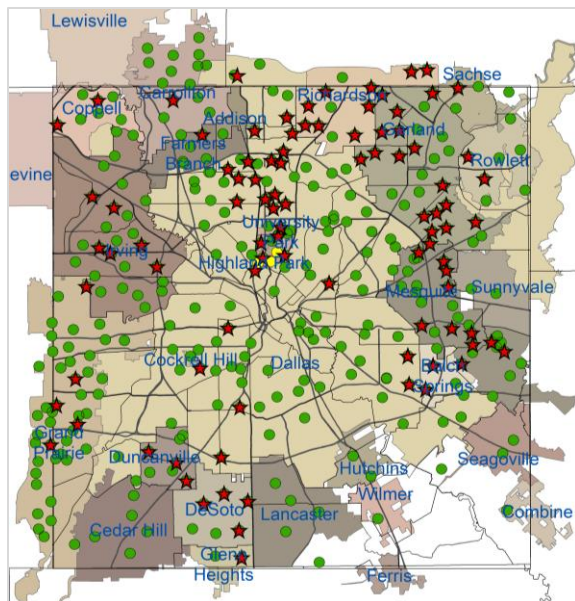 Lewisville
Sachse
Coppell
Carrollton
Richardson
Addison
Garland
Farmers
Branch
Rowlett
evine
University
Park
Irving
Highland Park
Sunnyvale
Mesquite
Cockrell Hill
Dallas
Balch
Springs
Grand
Prairie
Duncanville
Hutchins
Seagoville
Wilmer
DeSoto
Lancaster
Combine
Cedar Hill
Glenn
Heights
Ferris